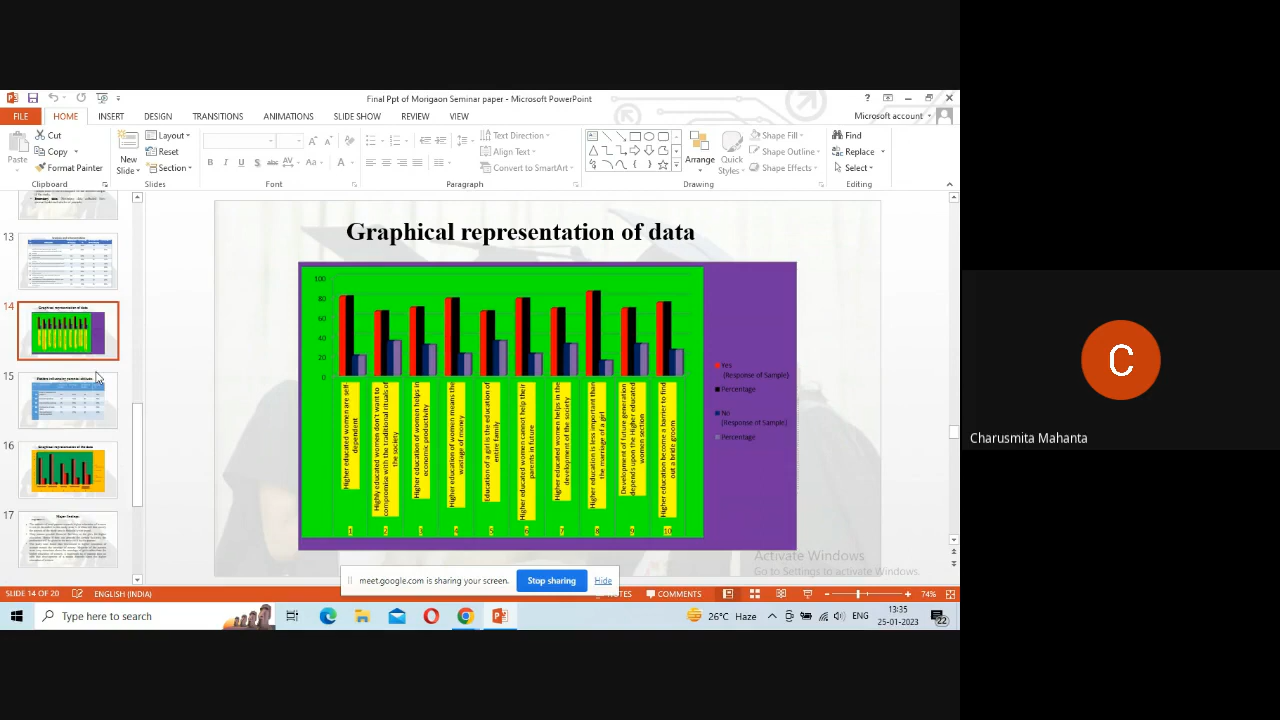 Final Ppt of Morigaon Seminar paper - Microsoft PowerPoint
FILE HOME INSERT DESIGN TRANSITIONS ANIMATIONS SLIDE SHOW REVIEW VIEW
Microsoft account
Paste
Cut
Copy
Format Painter
Clipboard
New
Slide
Layout
Reset
Section
Slides
Font
Text Direction
Align Text
Convert to SmartArt
Paragraph
Arrange
Quick
Styles
Shape Fill
Shape Outline
Shape Effects
Drawing
Find
Replace
Select
Editing
13
14
15
16
17
Graphical representation of data
100
80
60
40
20
0
Higher educated women are self-
dependent
Highly educated women don't want to
compromise with the traditional rituals of
the society
Higher education of women helps in
economic productivity
Higher education of women means the
wastage of money
Education of a girl is the education of
entire family
Higher educated women cannot help their
parents in future
Higher educated women helps in the
development of the society
Higher education is less important than
the marriage of a girl
Development of future generation
depends upon the Higher educated
women section
Higher education become a barrier to find
out a bride groom
1 2 3 4 5 6 7 8 9 10
Yes
(Response of Sample)
Percentage
No
(Response of Sample)
Percentage
Activate Windows
Go to Settings to activate Windows.
meet.google.com is sharing your screen.
Stop sharing
Hide
SLIDE 14 OF 20
ENGLISH (INDIA)
NOTES
COMMENTS
74%
Type here to search
26°C Haze
ENG
13:35
25-01-2023
22
C
Charusmita Mahanta